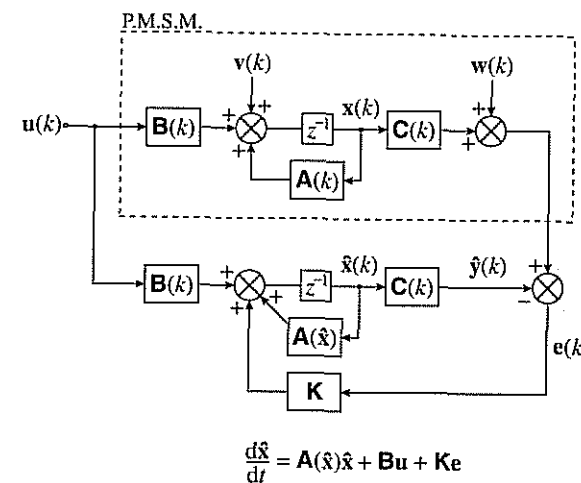 P.M.S.M.
v(k)
w(k)
u(k)
B(k)
+
+
+
z⁻¹
x(k)
C(k)
+
+
A(k)
B(k)
+
+
+
z⁻¹
x̂(k)
C(k)
ŷ(k)
+
−
A(x̂)
e(k
K
dx̂/dt = A(x̂)x̂ + Bu + Ke